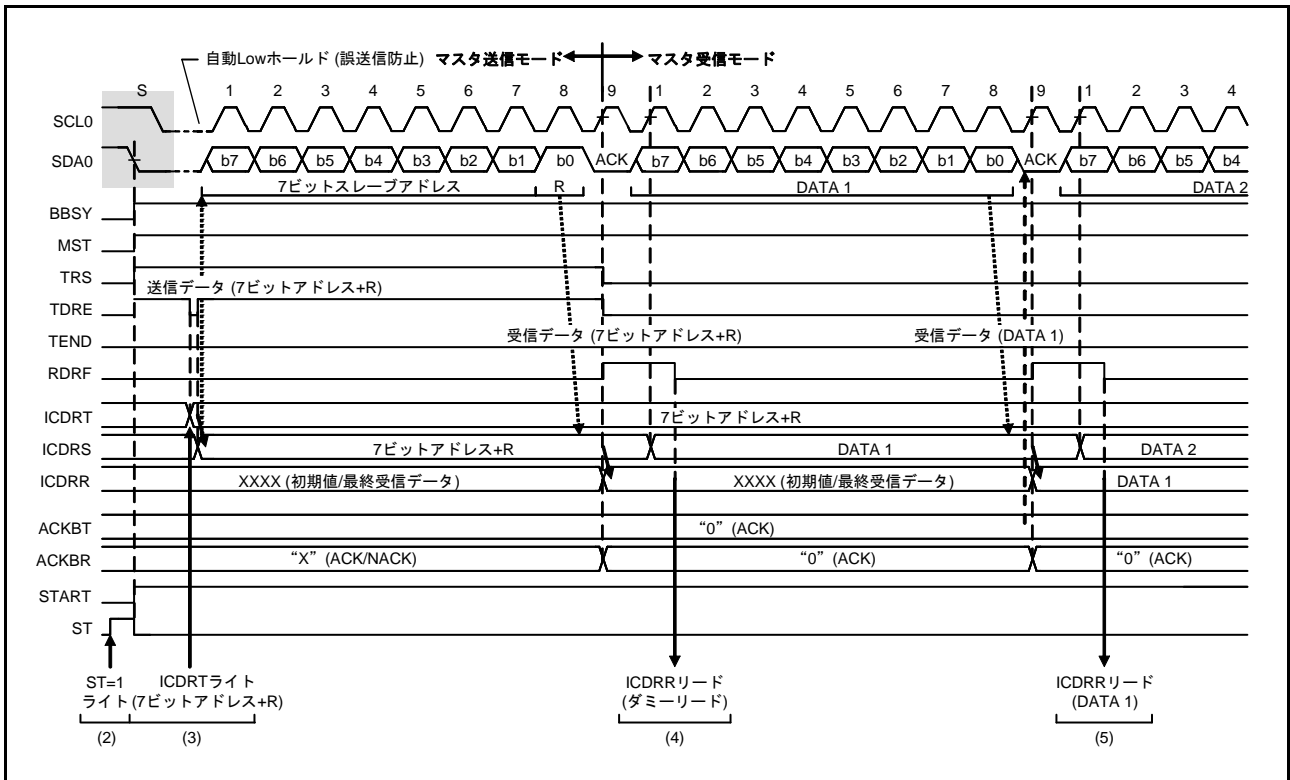 自動Lowホールド (誤送信防止) マスタ送信モード マスタ受信モード
S 1 2 3 4 5 6 7 8 9 1 2 3 4 5 6 7 8 9 1 2 3 4
SCL0
SDA0 b7 b6 b5 b4 b3 b2 b1 b0 ACK b7 b6 b5 b4 b3 b2 b1 b0 ACK b7 b6 b5 b4
7ビットスレーブアドレス R DATA 1 DATA 2
BBSY
MST
TRS
送信データ (7ビットアドレス+R)
TDRE
受信データ (7ビットアドレス+R) 受信データ (DATA 1)
TEND
RDRF
ICDRT 7ビットアドレス+R
ICDRS 7ビットアドレス+R DATA 1 DATA 2
ICDRR XXXX (初期値/最終受信データ) XXXX (初期値/最終受信データ) DATA 1
ACKBT “0” (ACK)
ACKBR “X” (ACK/NACK) “0” (ACK) “0” (ACK)
START
ST
ST=1 ICDRTライト ICDRRリード ICDRRリード
ライト (7ビットアドレス+R) (ダミーリード) (DATA 1)
(2) (3) (4) (5)